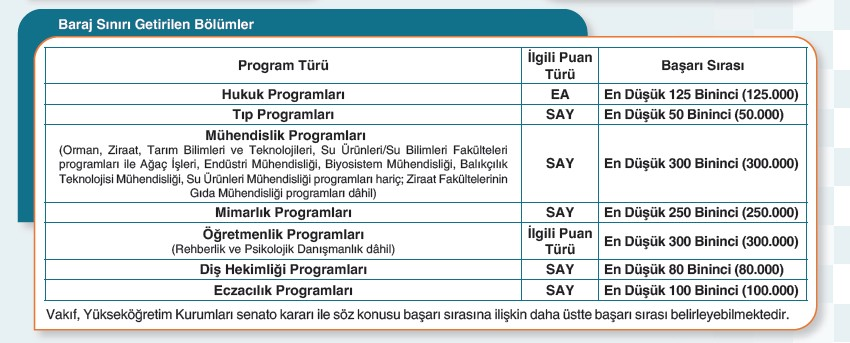 Baraj Sınırı Getirilen Bölümler
Program Türü
İlgili Puan
Türü
Başarı Sırası
Hukuk Programları
EA
En Düşük 125 Bininci (125.000)
Tıp Programları
SAY
En Düşük 50 Bininci (50.000)
Mühendislik Programları
(Orman, Ziraat, Tarım Bilimleri ve Teknolojileri, Su Ürünleri/Su Bilimleri Fakülteleri
programları ile Ağaç İşleri, Endüstri Mühendisliği, Biyosistem Mühendisliği, Balıkçılık
Teknolojisi Mühendisliği, Su Ürünleri Mühendisliği programları hariç; Ziraat Fakültelerinin
Gıda Mühendisliği programları dâhil)
SAY
En Düşük 300 Bininci (300.000)
Mimarlık Programları
SAY
En Düşük 250 Bininci (250.000)
Öğretmenlik Programları
(Rehberlik ve Psikolojik Danışmanlık dâhil)
İlgili Puan
Türü
En Düşük 300 Bininci (300.000)
Diş Hekimliği Programları
SAY
En Düşük 80 Bininci (80.000)
Eczacılık Programları
SAY
En Düşük 100 Bininci (100.000)
Vakıf, Yükseköğretim Kurumları senato kararı ile söz konusu başarı sırasına ilişkin daha üstte başarı sırası belirleyebilmektedir.